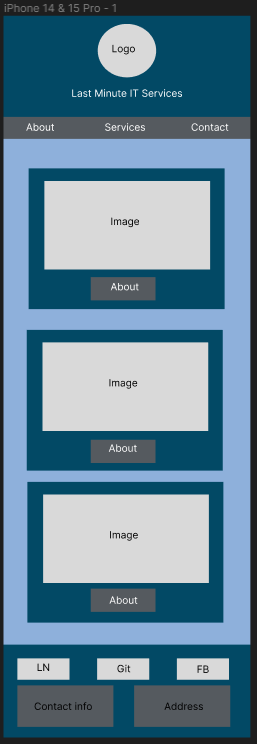 iPhone 14 & 15 Pro - 1
Logo
Last Minute IT Services
About Services Contact
Image
About
Image
About
Image
About
LN Git FB
Contact info Address